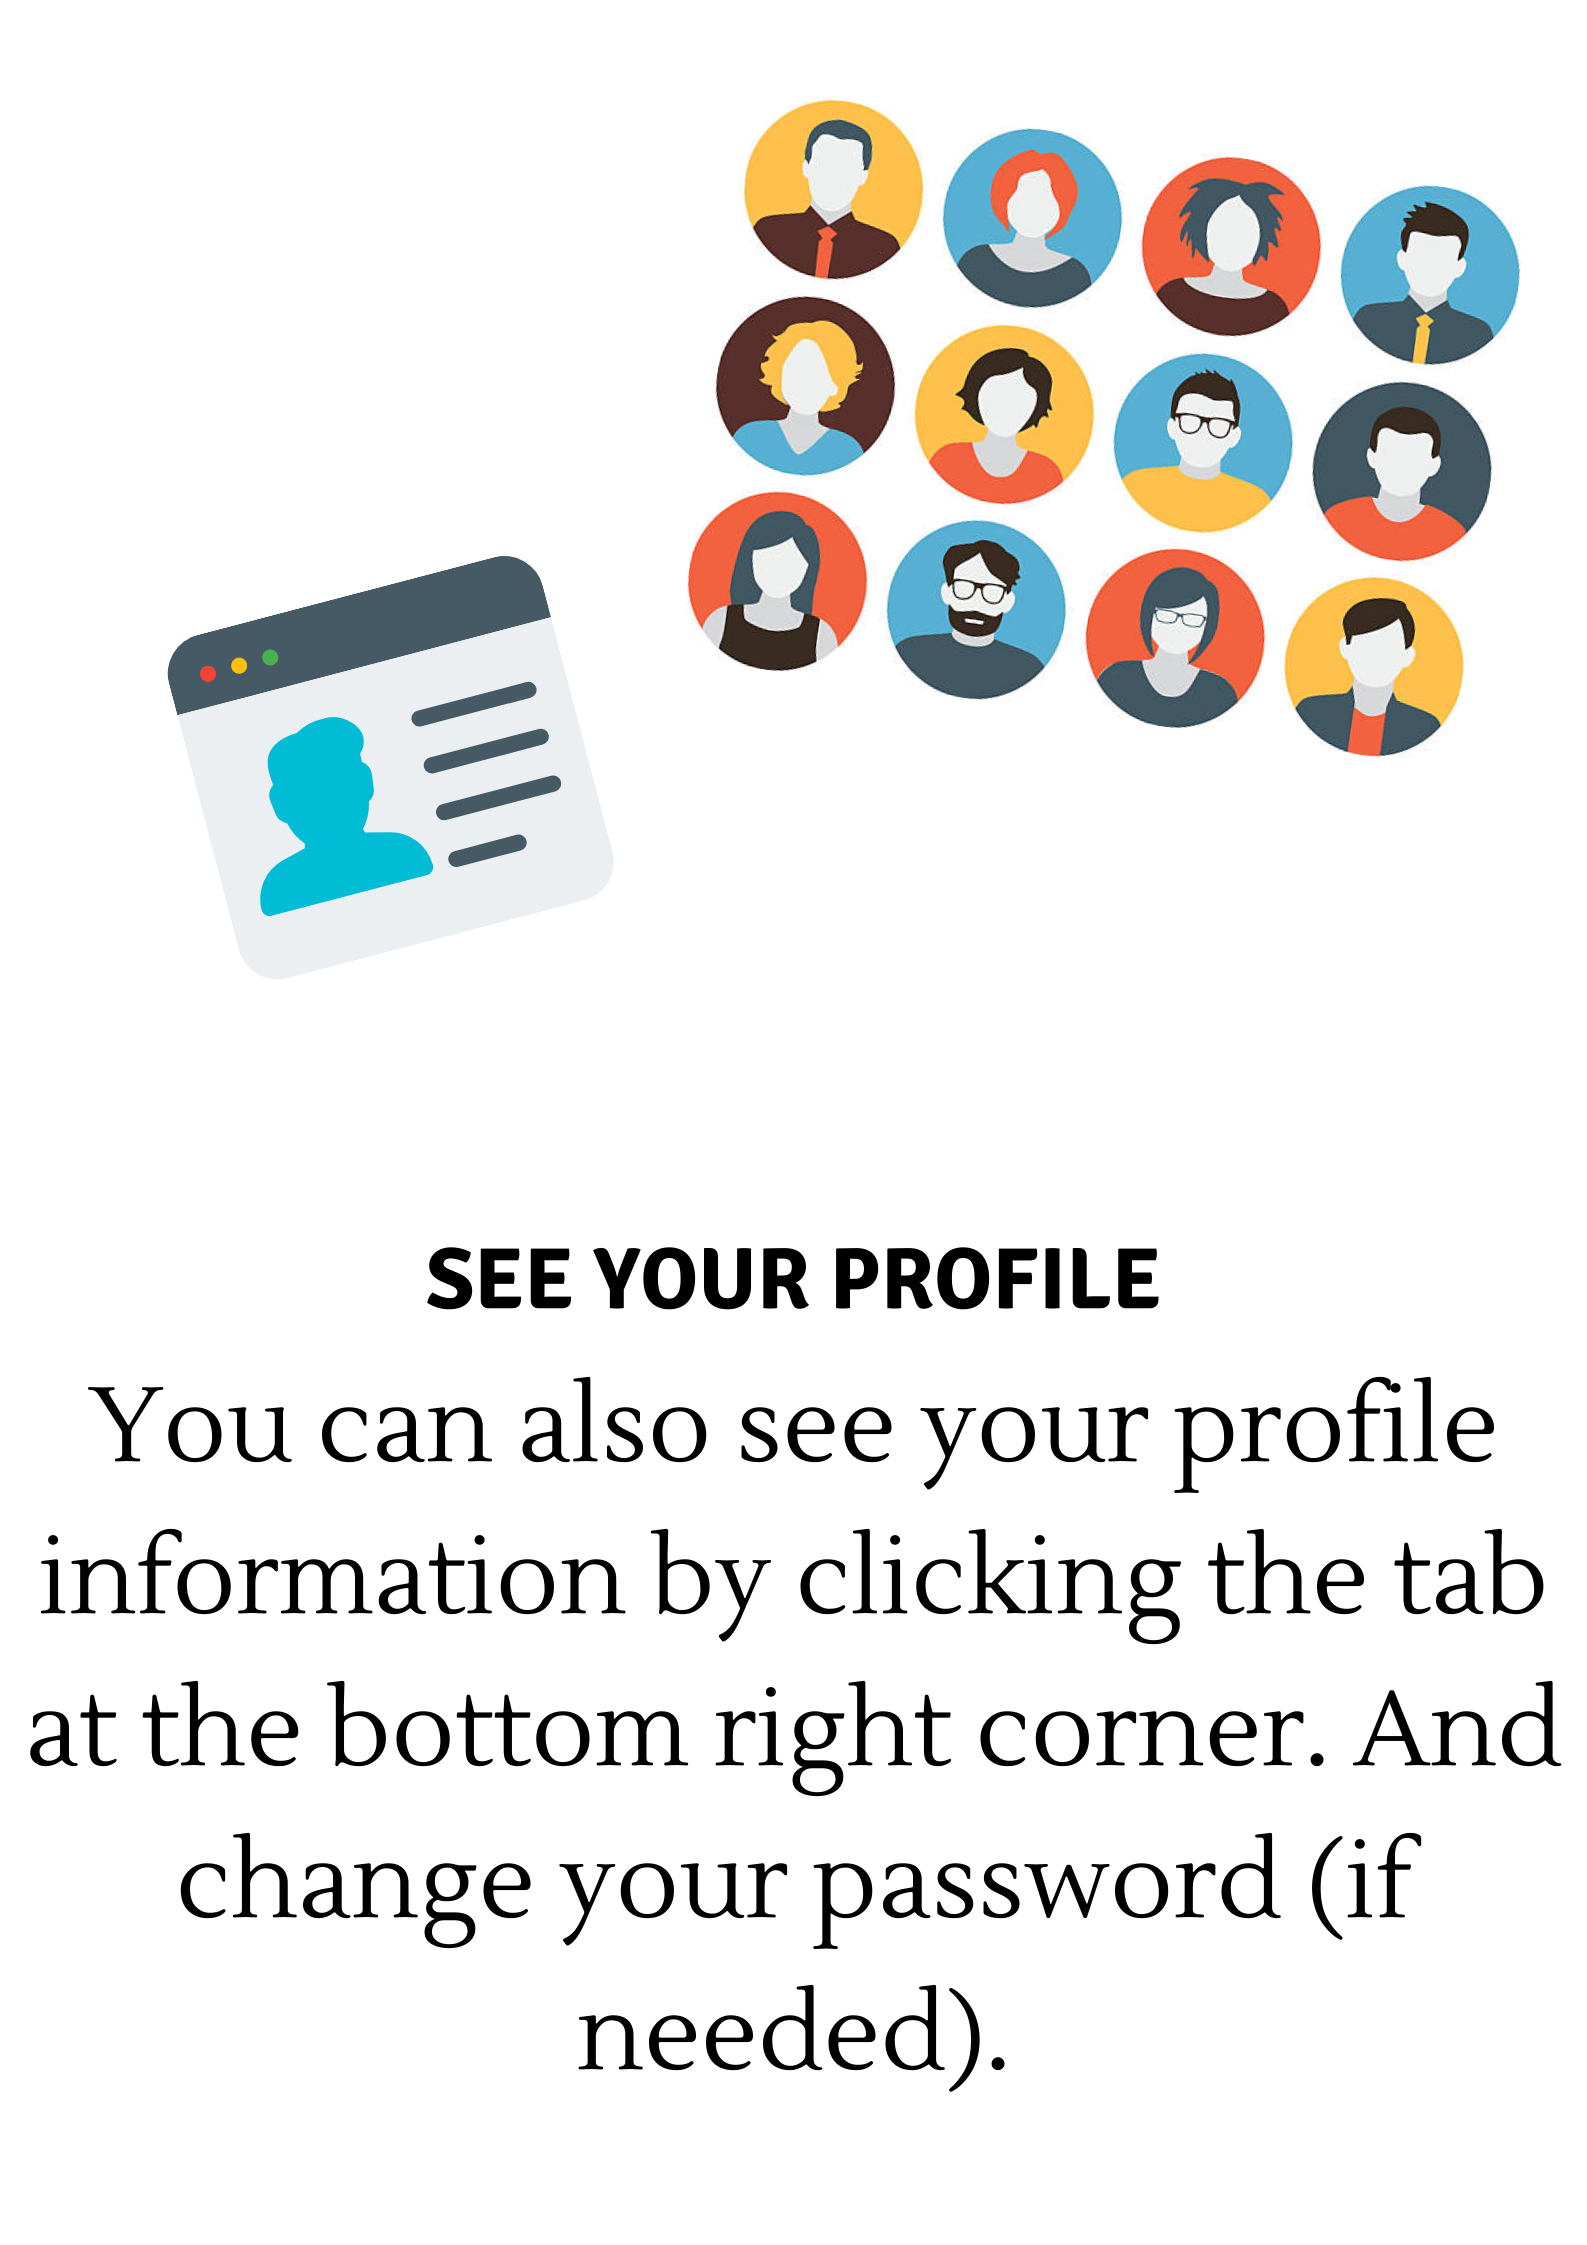 SEE YOUR PROFILE
You can also see your profile
information by clicking the tab
at the bottom right corner. And
change your password (if
needed).